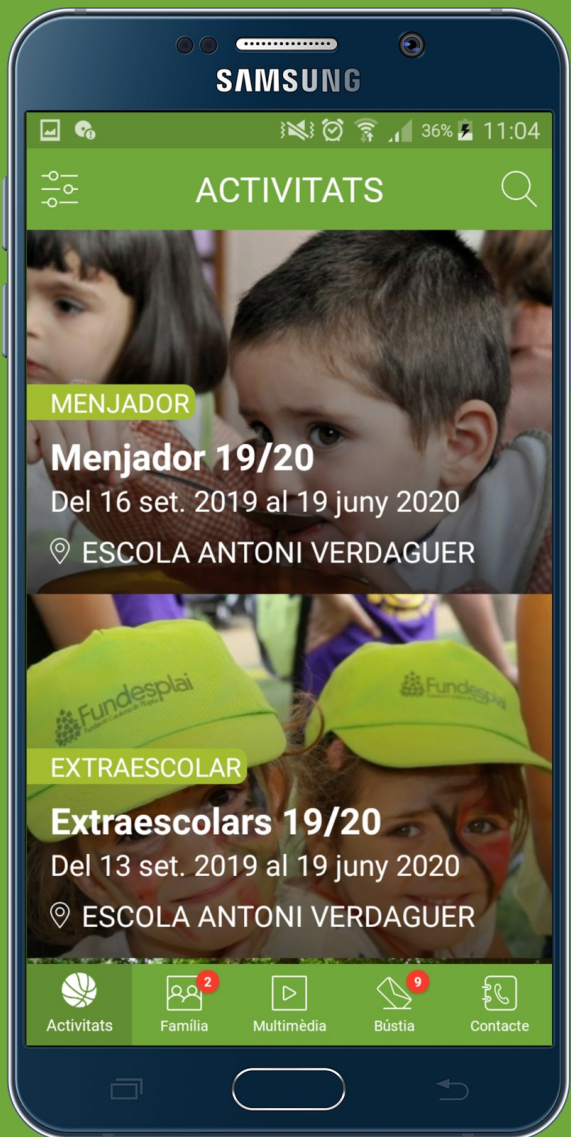 SAMSUNG
36% 11:04
ACTIVITATS
MENJADOR
Menjador 19/20
Del 16 set. 2019 al 19 juny 2020
ESCOLA ANTONI VERDAGUER
Fundesplai
Fundesplai
EXTRAESCOLAR
Extraescolars 19/20
Del 13 set. 2019 al 19 juny 2020
ESCOLA ANTONI VERDAGUER
2
9
Activitats
Família
Multimèdia
Bústia
Contacte